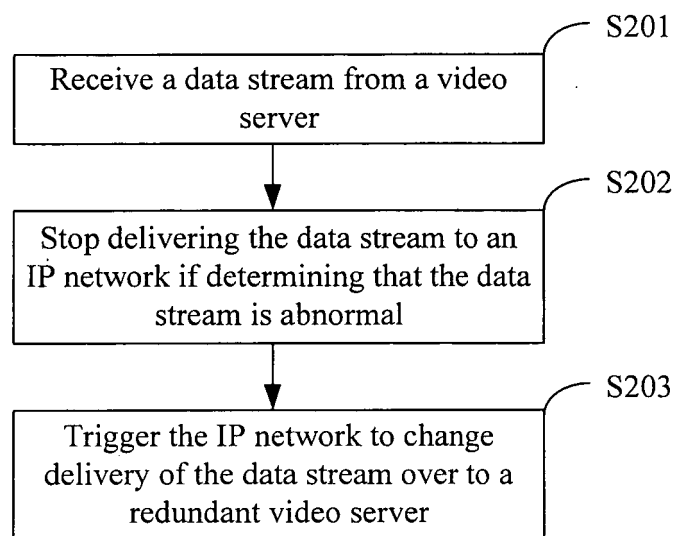 S201
Receive a data stream from a video
server
S202
Stop delivering the data stream to an
IP network if determining that the data
stream is abnormal
S203
Trigger the IP network to change
delivery of the data stream over to a
redundant video server